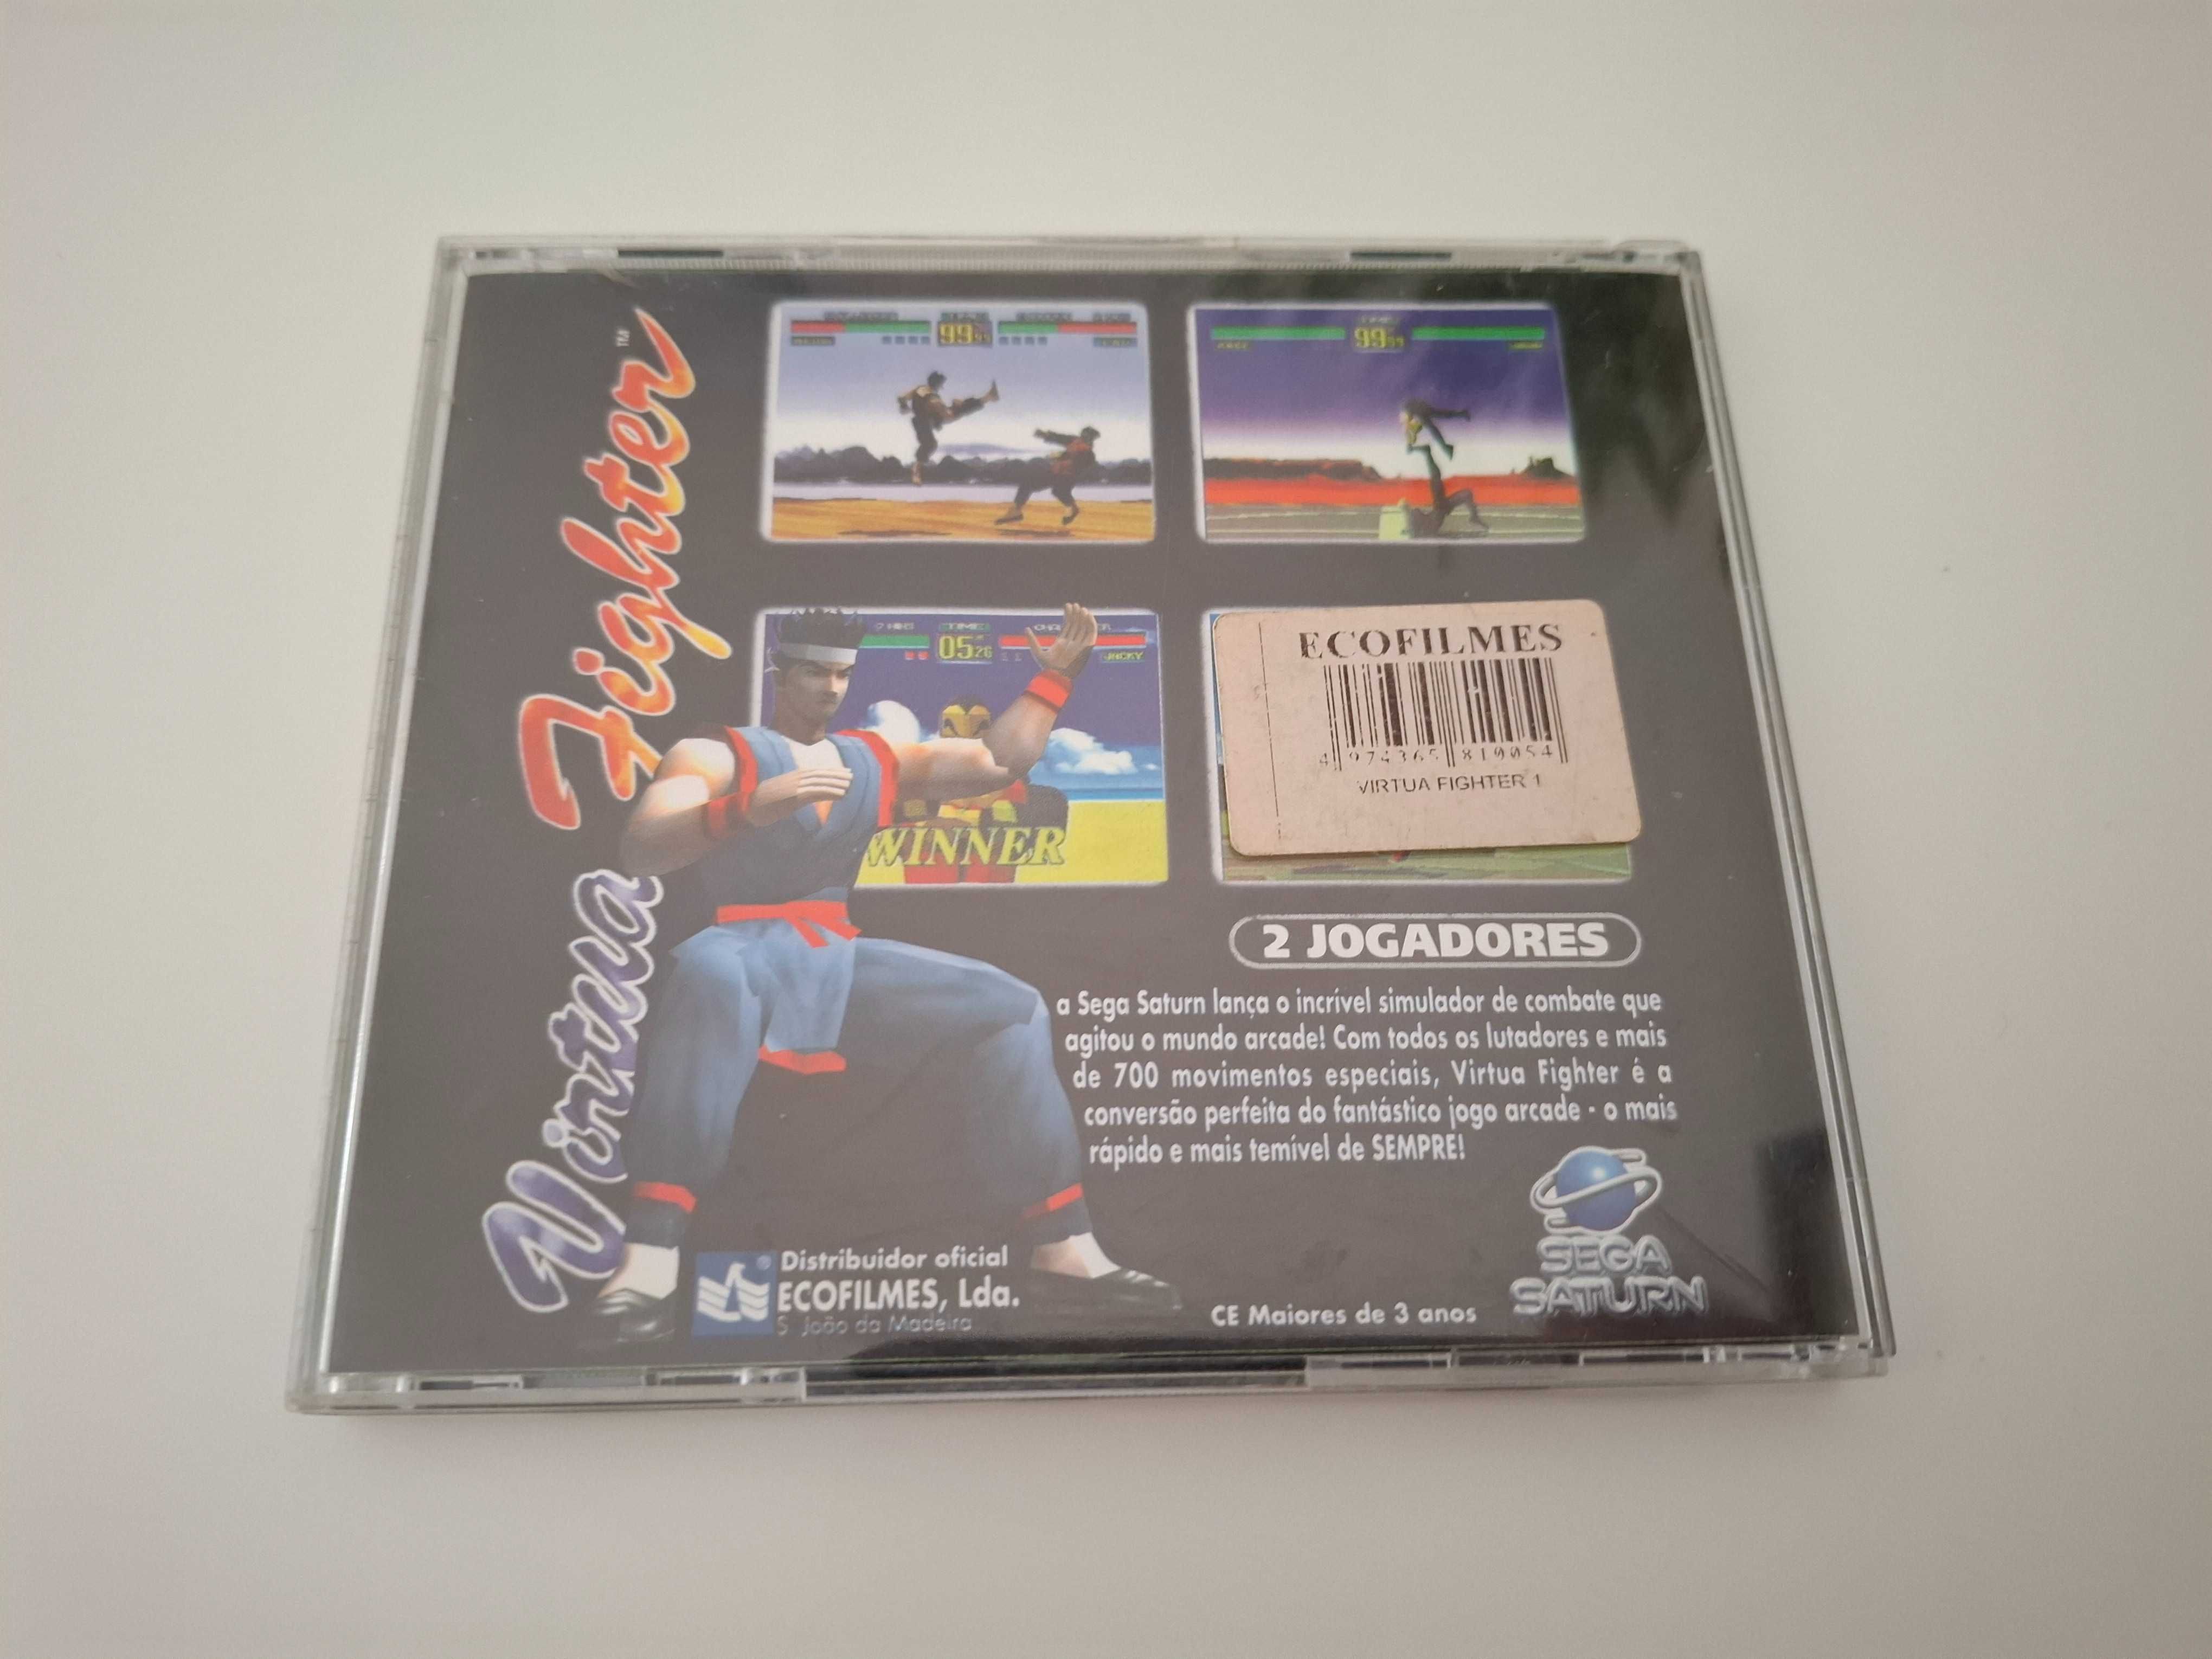 Virtua Fighter™
99
99
05 26
JACKY
WINNER
ECOFILMES
4 974365 819054
VIRTUA FIGHTER 1
2 JOGADORES
a Sega Saturn lança o incrível simulador de combate que
agitou o mundo arcade! Com todos os lutadores e mais
de 700 movimentos especiais, Virtua Fighter é a
conversão perfeita do fantástico jogo arcade - o mais
rápido e mais temível de SEMPRE!
SEGA
SATURN
®
Distribuidor oficial
ECOFILMES, Lda.
S. João da Madeira
CE Maiores de 3 anos